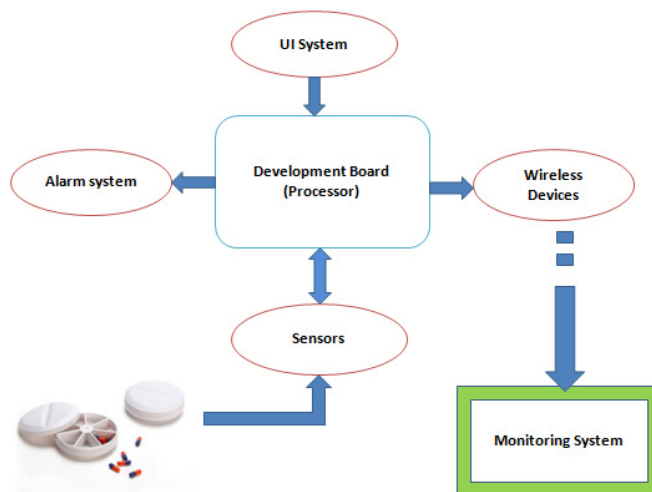 UI System
Development Board
(Processor)
Alarm system
Wireless
Devices
Sensors
Monitoring System